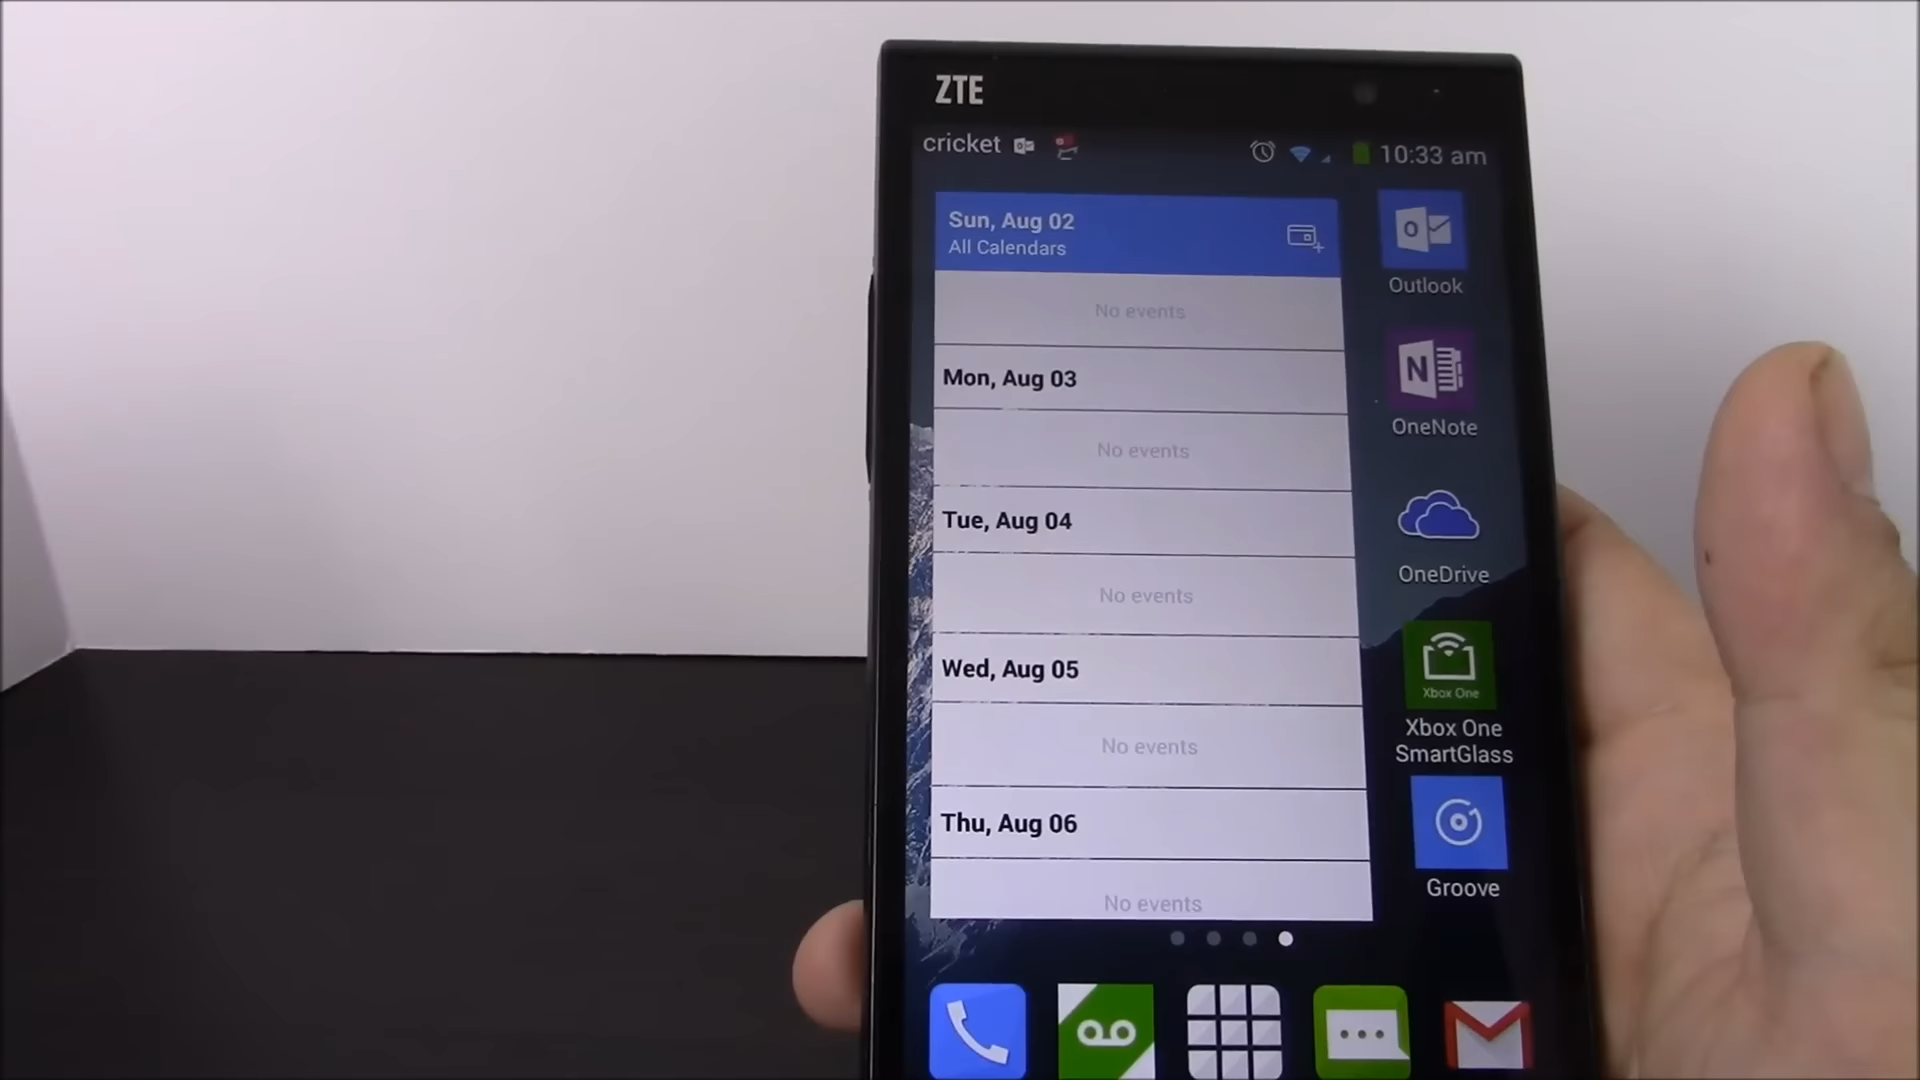 ZTE
cricket
10:33 am
Sun, Aug 02
All Calendars
No events
Mon, Aug 03
No events
Tue, Aug 04
No events
Wed, Aug 05
No events
Thu, Aug 06
No events
Outlook
N
OneNote
OneDrive
Xbox One
Xbox One
SmartGlass
Groove